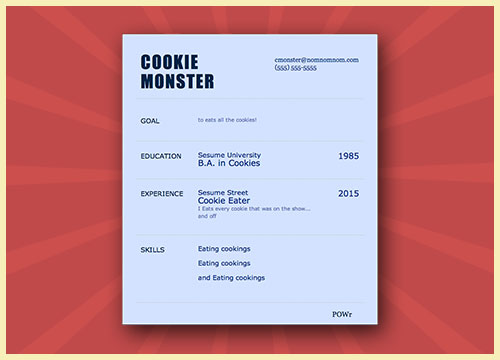 COOKIE
MONSTER
cmonster@nomnomnom.com
(555) 555-5555
GOAL
to eats all the cookies!
EDUCATION
Sesume University
1985
B.A. in Cookies
EXPERIENCE
Sesume Street
2015
Cookie Eater
I Eats every cookie that was on the show...
and off
SKILLS
Eating cookings
Eating cookings
and Eating cookings
POWr